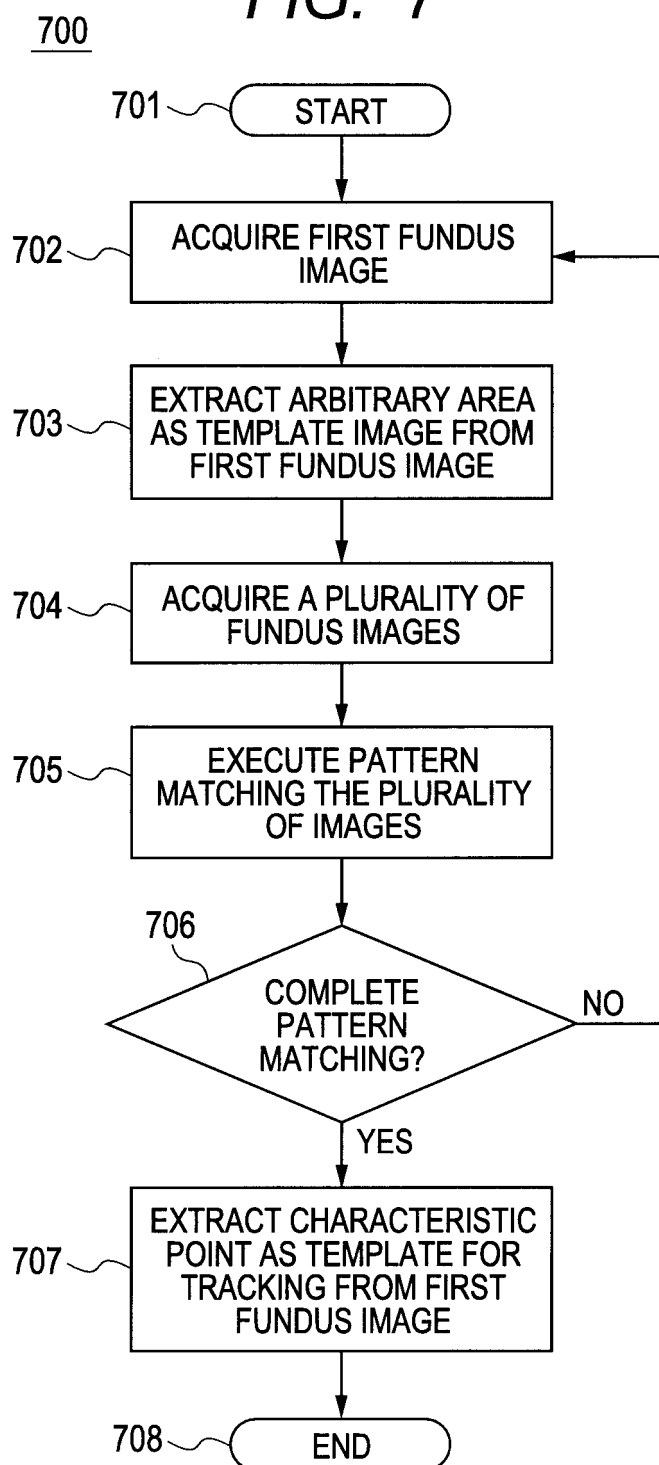 FIG. 7
700
701
START
702
ACQUIRE FIRST FUNDUS
IMAGE
703
EXTRACT ARBITRARY AREA
AS TEMPLATE IMAGE FROM
FIRST FUNDUS IMAGE
704
ACQUIRE A PLURALITY OF
FUNDUS IMAGES
705
EXECUTE PATTERN
MATCHING THE PLURALITY
OF IMAGES
706
COMPLETE
PATTERN
MATCHING?
NO
YES
707
EXTRACT CHARACTERISTIC
POINT AS TEMPLATE FOR
TRACKING FROM FIRST
FUNDUS IMAGE
708
END